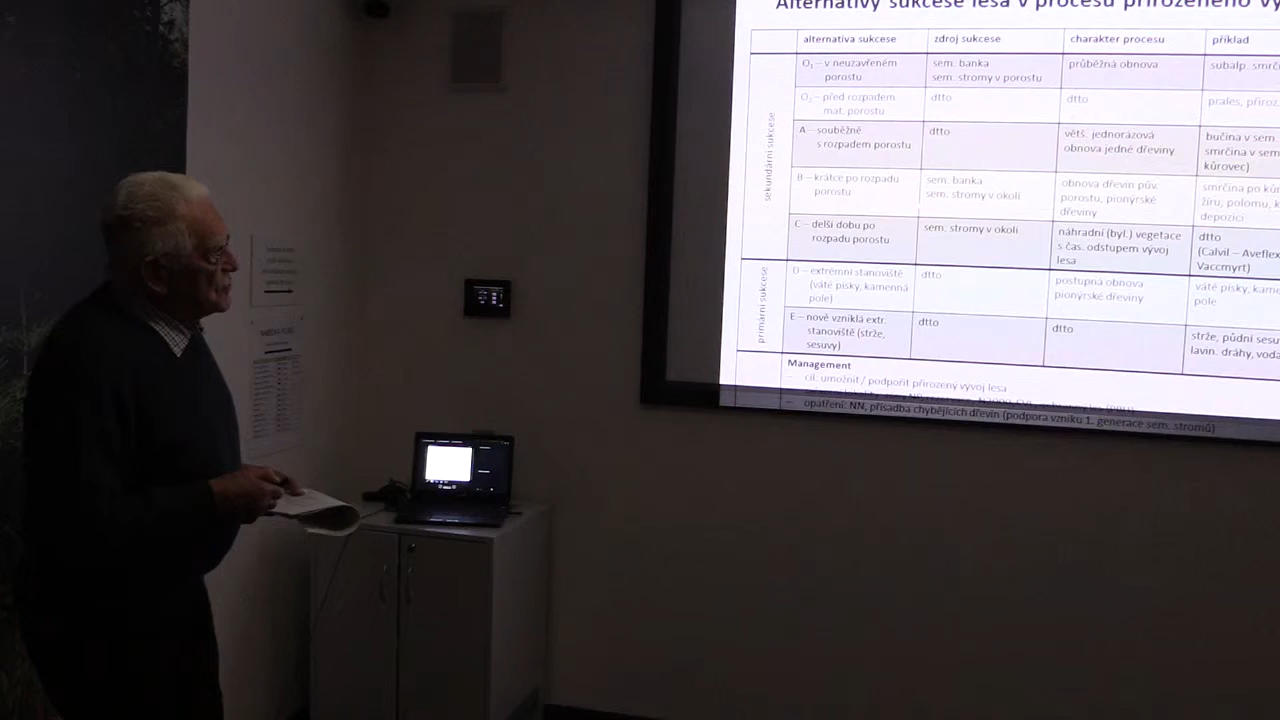 Alternativy sukcese lesa v procesu přirozeného vý
alternativa sukcese
zdroj sukcese
charakter procesu
příklad
sekundární sukcese
O₁ – v neuzavřeném
porostu
sem. banka
sem. stromy v porostu
průběžná obnova
subalp. smrči
O₂ – před rozpadem
mat. porostu
dtto
dtto
prales, přiroz.
A – souběžně
s rozpadem porostu
dtto
větš. jednorázová
obnova jedné dřeviny
bučina v sem.
smrčina v sem
kůrovec)
B – krátce po rozpadu
porostu
sem. banka
sem. stromy v okolí
obnova dřevin pův.
porostu, pionýrské
dřeviny
smrčina po kůr
žíru, polomu, k
depozici
C – delší dobu po
rozpadu porostu
sem. stromy v okolí
náhradní (byl.) vegetace
s čas. odstupem vývoj
lesa
dtto
(Calvil – Aveflex
Vaccmyrt)
primární sukcese
D – extrémní stanoviště
(váté písky, kamenná
pole)
dtto
postupná obnova
pionýrské dřeviny
váté písky, kame
pole
E – nově vzniklá extr.
stanoviště (strže,
sesuvy)
dtto
dtto
strže, půdní sesu
lavin. dráhy, voda
Management
– cíl: umožnit / podpořit přirozený vývoj lesa
– opatření: NN, přísadba chybějících dřevin (podpora vzniku 1. generace sem. stromů)